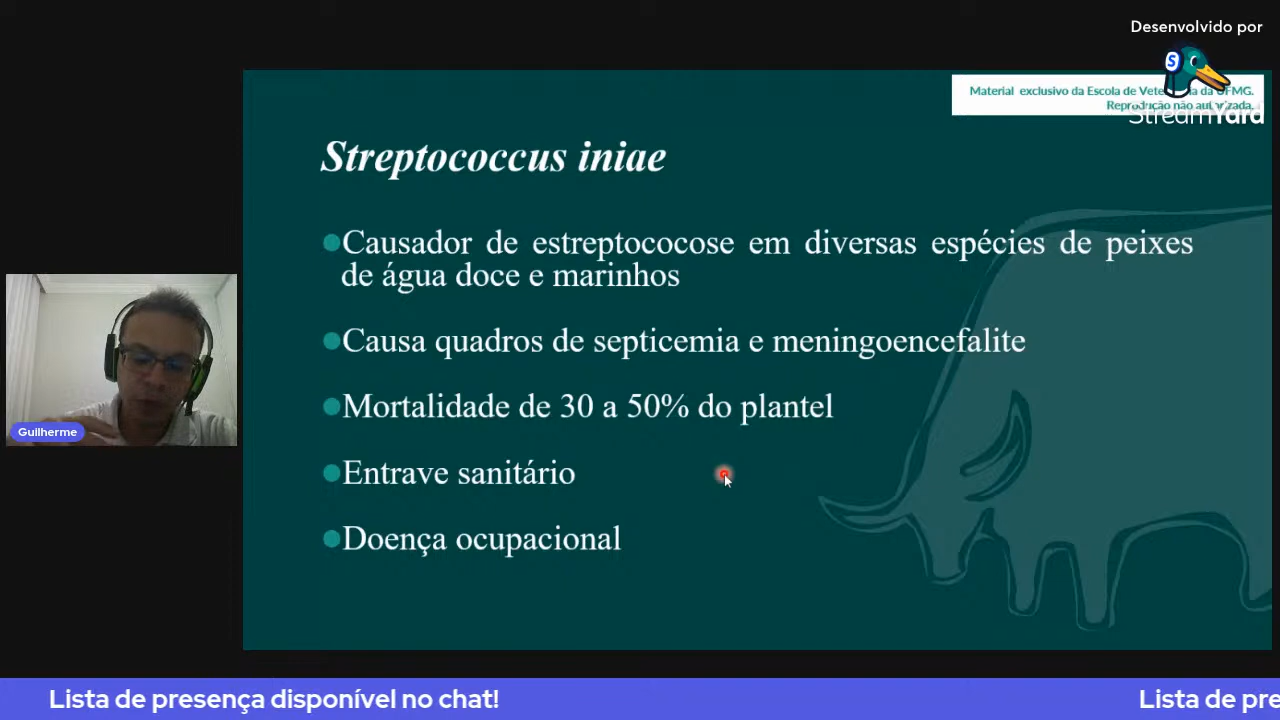 Desenvolvido por
StreamYard
Material exclusivo da Escola de Veterinária da UFMG.
Reprodução não autorizada.
Streptococcus iniae
Causador de estreptococose em diversas espécies de peixes
de água doce e marinhos
Causa quadros de septicemia e meningoencefalite
Mortalidade de 30 a 50% do plantel
Entrave sanitário
Doença ocupacional
Guilherme
Lista de presença disponível no chat!
Lista de pre